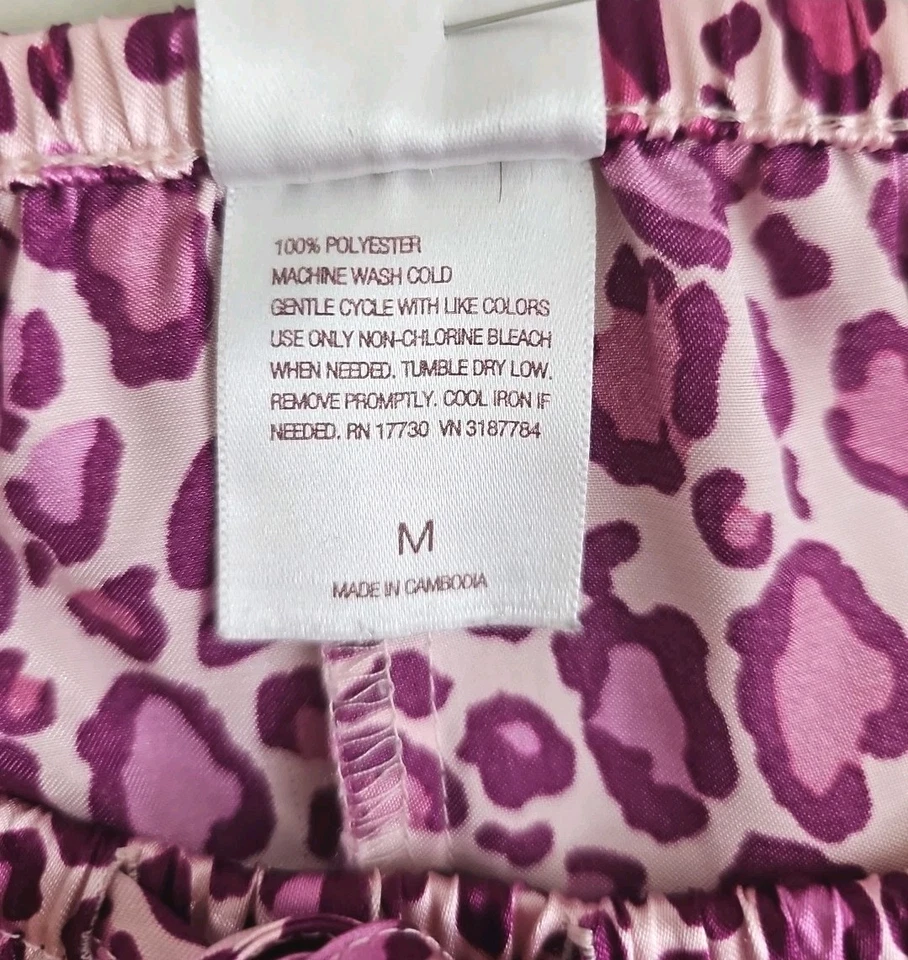 100% POLYESTER
MACHINE WASH COLD
GENTLE CYCLE WITH LIKE COLORS
USE ONLY NON-CHLORINE BLEACH
WHEN NEEDED. TUMBLE DRY LOW.
REMOVE PROMPTLY. COOL IRON IF
NEEDED. RN 17730 VN 3187784
M
MADE IN CAMBODIA